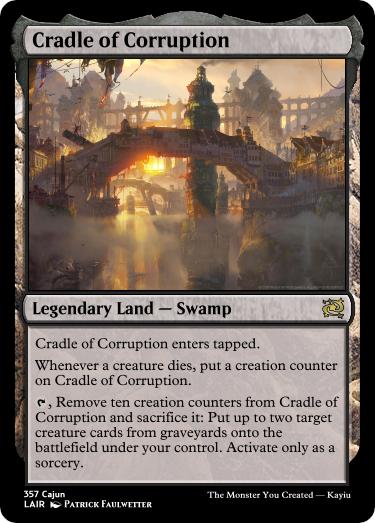 Cradle of Corruption
Legendary Land — Swamp
Cradle of Corruption enters tapped.
Whenever a creature dies, put a creation counter
on Cradle of Corruption.
, Remove ten creation counters from Cradle of
Corruption and sacrifice it: Put up to two target
creature cards from graveyards onto the
battlefield under your control. Activate only as a
sorcery.
357 Cajun
The Monster You Created — Kayiu
LAIR Patrick Faulwetter